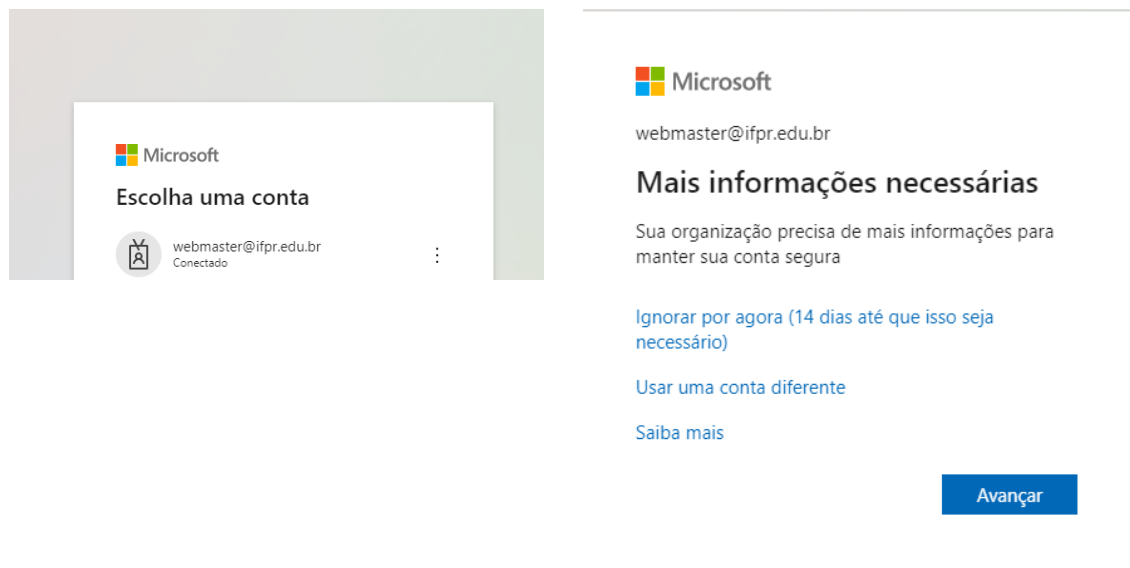 Microsoft
Escolha uma conta
webmaster@ifpr.edu.br
Conectado
Microsoft
webmaster@ifpr.edu.br
Mais informações necessárias
Sua organização precisa de mais informações para
manter sua conta segura
Ignorar por agora (14 dias até que isso seja
necessário)
Usar uma conta diferente
Saiba mais
Avançar